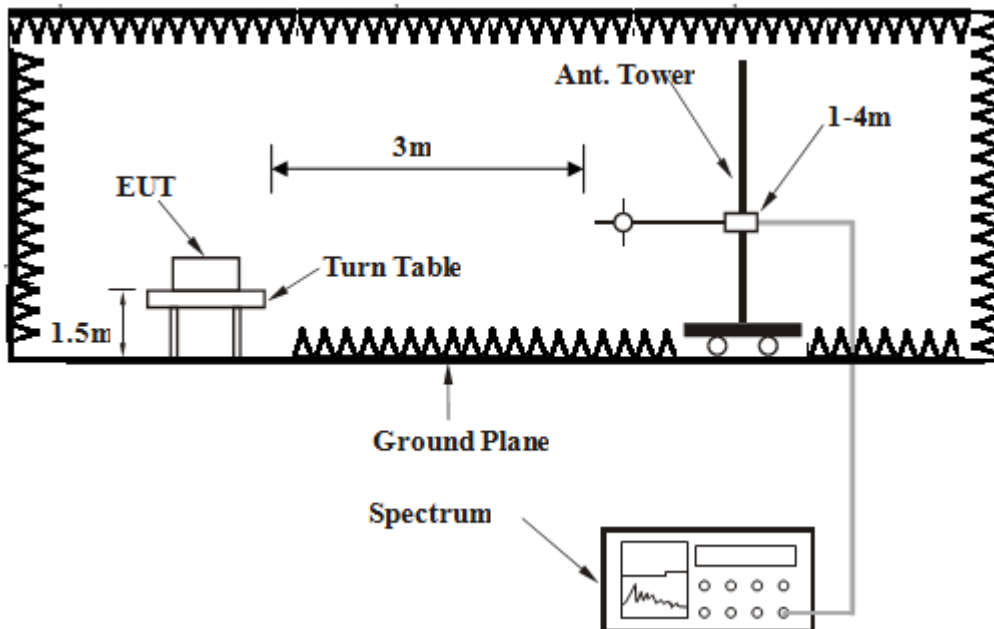 Ant. Tower
1-4m
3m
EUT
Turn Table
1.5m
Ground Plane
Spectrum